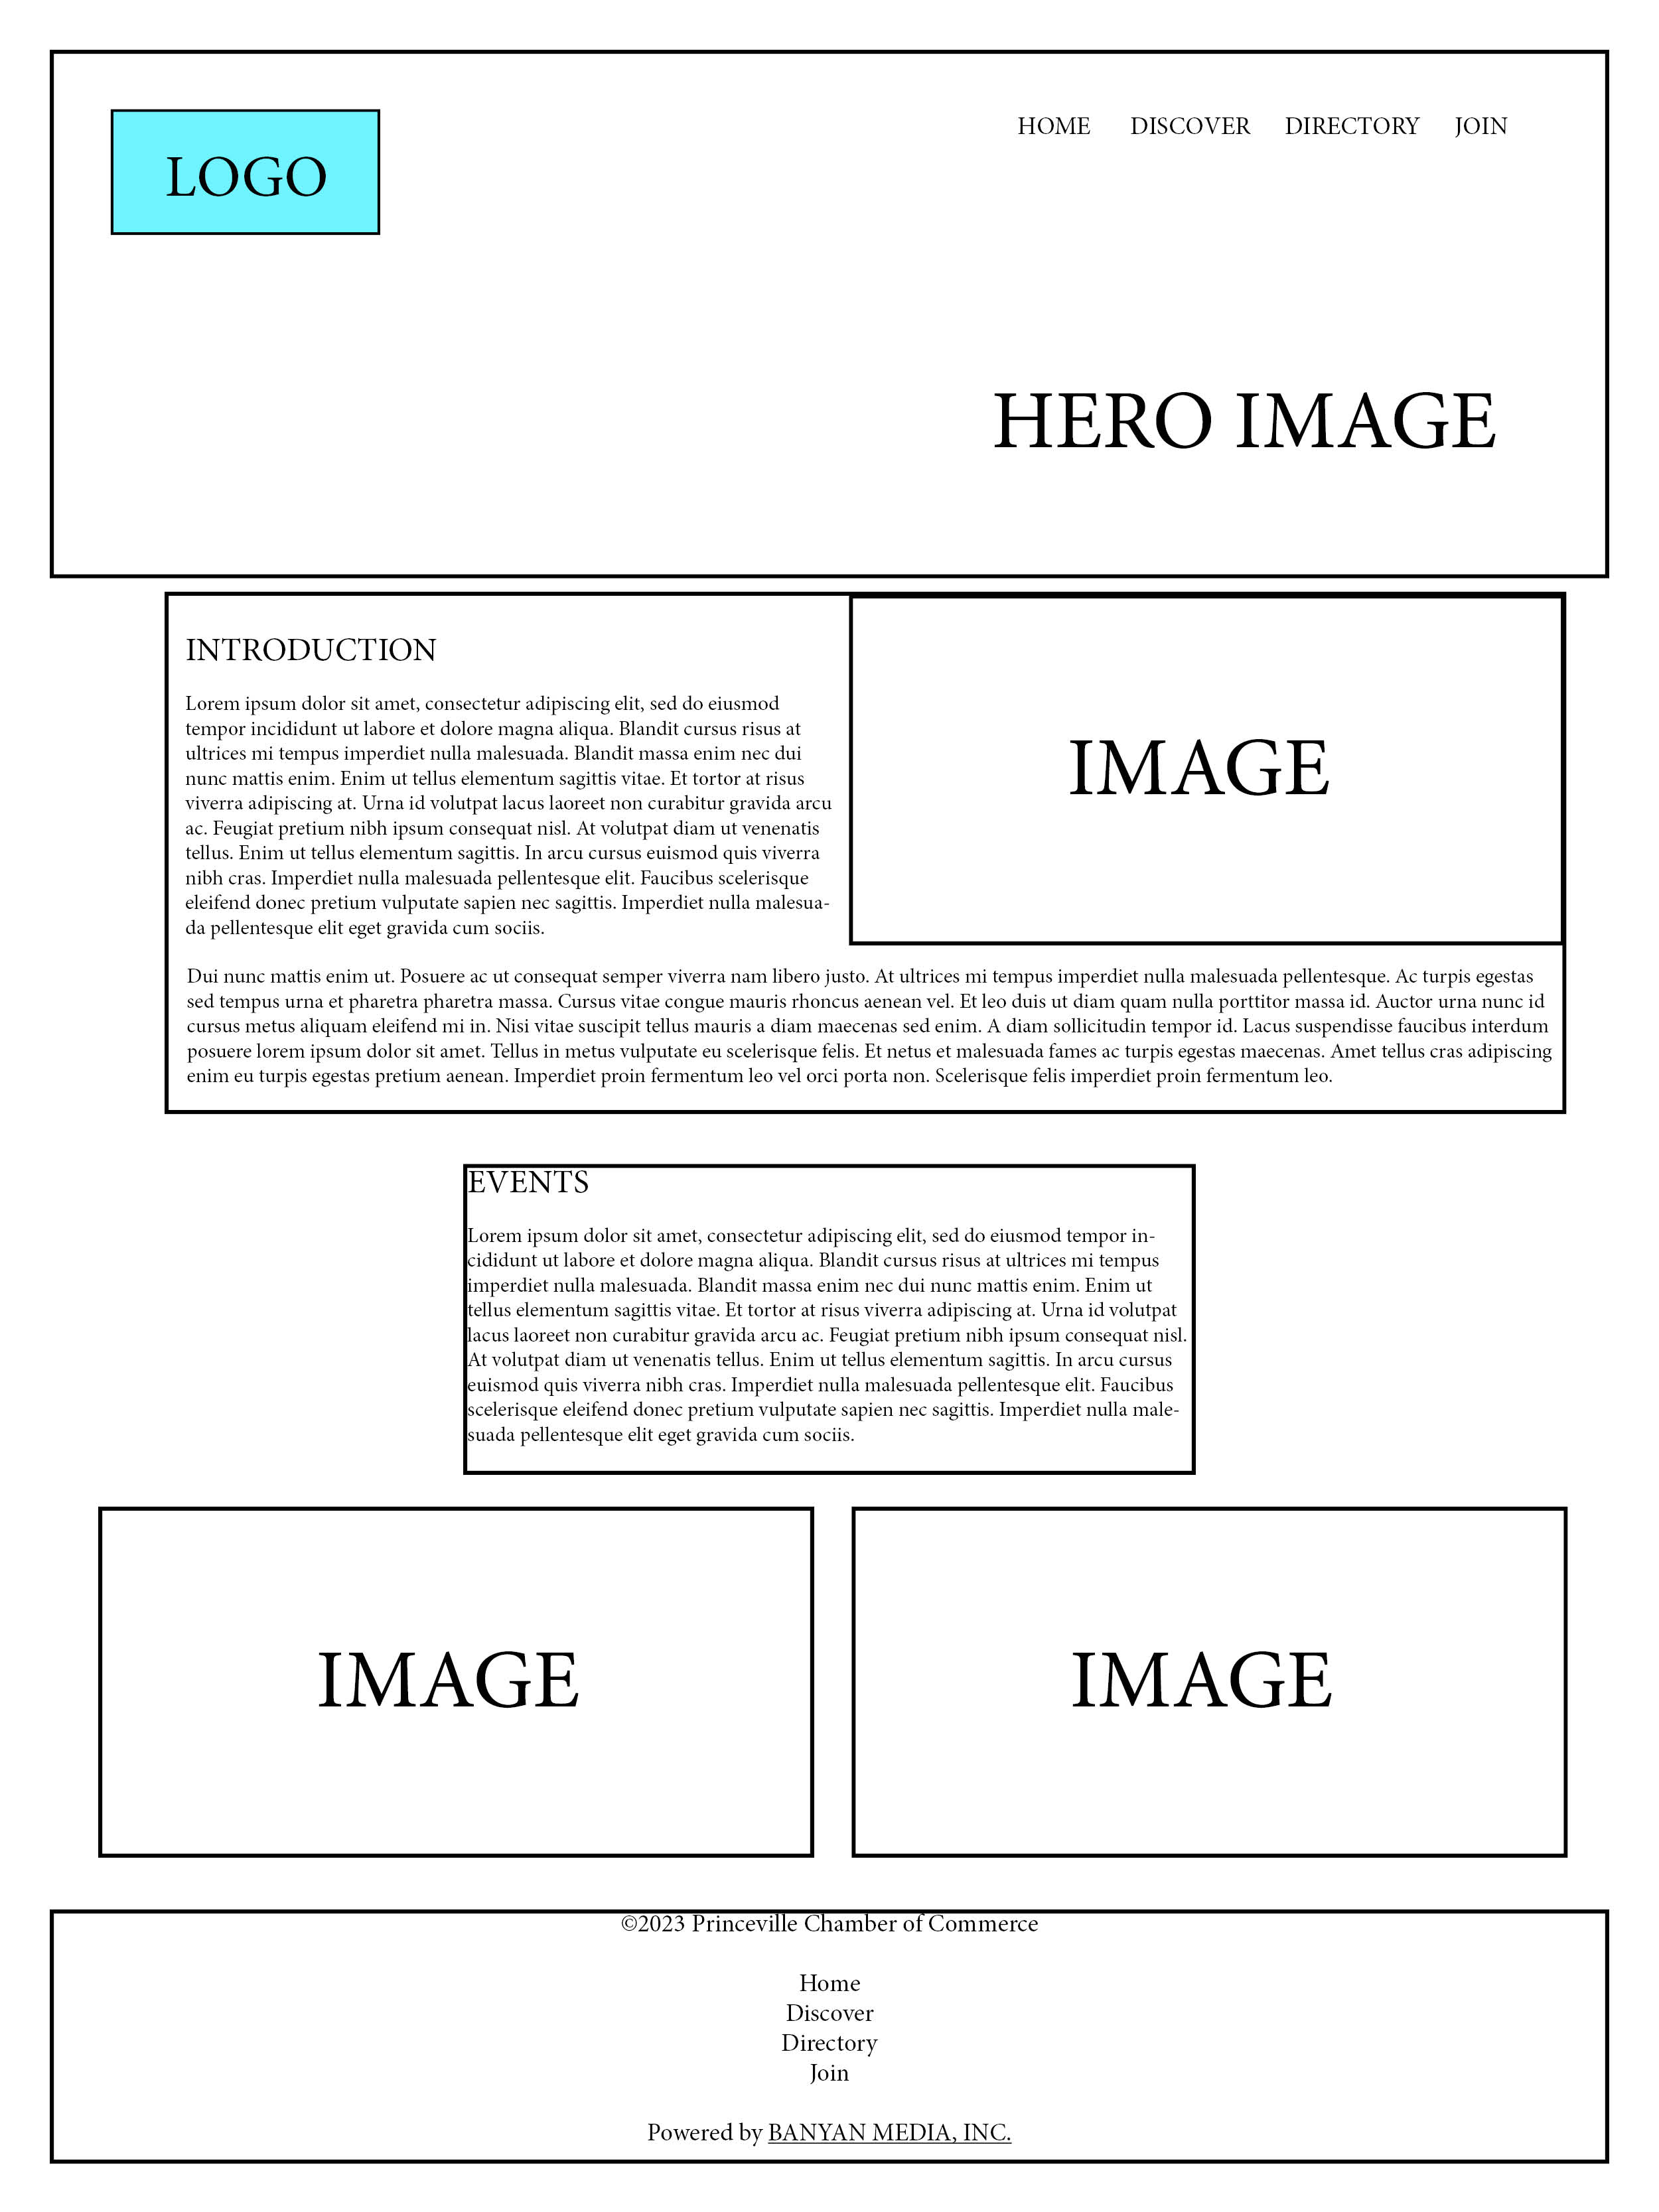 LOGO
HOME DISCOVER DIRECTORY JOIN
HERO IMAGE
INTRODUCTION
Lorem ipsum dolor sit amet, consectetur adipiscing elit, sed do eiusmod
tempor incididunt ut labore et dolore magna aliqua. Blandit cursus risus at
ultrices mi tempus imperdiet nulla malesuada. Blandit massa enim nec dui
nunc mattis enim. Enim ut tellus elementum sagittis vitae. Et tortor at risus
viverra adipiscing at. Urna id volutpat lacus laoreet non curabitur gravida arcu
ac. Feugiat pretium nibh ipsum consequat nisl. At volutpat diam ut venenatis
tellus. Enim ut tellus elementum sagittis. In arcu cursus euismod quis viverra
nibh cras. Imperdiet nulla malesuada pellentesque elit. Faucibus scelerisque
eleifend donec pretium vulputate sapien nec sagittis. Imperdiet nulla malesua-
da pellentesque elit eget gravida cum sociis.
IMAGE
Dui nunc mattis enim ut. Posuere ac ut consequat semper viverra nam libero justo. At ultrices mi tempus imperdiet nulla malesuada pellentesque. Ac turpis egestas
sed tempus urna et pharetra pharetra massa. Cursus vitae congue mauris rhoncus aenean vel. Et leo duis ut diam quam nulla porttitor massa id. Auctor urna nunc id
cursus metus aliquam eleifend mi in. Nisi vitae suscipit tellus mauris a diam maecenas sed enim. A diam sollicitudin tempor id. Lacus suspendisse faucibus interdum
posuere lorem ipsum dolor sit amet. Tellus in metus vulputate eu scelerisque felis. Et netus et malesuada fames ac turpis egestas maecenas. Amet tellus cras adipiscing
enim eu turpis egestas pretium aenean. Imperdiet proin fermentum leo vel orci porta non. Scelerisque felis imperdiet proin fermentum leo.
EVENTS
Lorem ipsum dolor sit amet, consectetur adipiscing elit, sed do eiusmod tempor in-
cididunt ut labore et dolore magna aliqua. Blandit cursus risus at ultrices mi tempus
imperdiet nulla malesuada. Blandit massa enim nec dui nunc mattis enim. Enim ut
tellus elementum sagittis vitae. Et tortor at risus viverra adipiscing at. Urna id volutpat
lacus laoreet non curabitur gravida arcu ac. Feugiat pretium nibh ipsum consequat nisl.
At volutpat diam ut venenatis tellus. Enim ut tellus elementum sagittis. In arcu cursus
euismod quis viverra nibh cras. Imperdiet nulla malesuada pellentesque elit. Faucibus
scelerisque eleifend donec pretium vulputate sapien nec sagittis. Imperdiet nulla male-
suada pellentesque elit eget gravida cum sociis.
IMAGE
IMAGE
©2023 Princeville Chamber of Commerce
Home
Discover
Directory
Join
Powered by BANYAN MEDIA, INC.